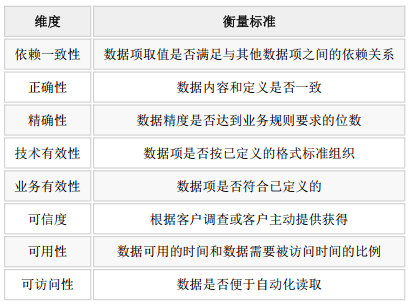 维度 衡量标准
依赖一致性 数据项取值是否满足与其他数据项之间的依赖关系
正确性 数据内容和定义是否一致
精确性 数据精度是否达到业务规则要求的位数
技术有效性 数据项是否按已定义的格式标准组织
业务有效性 数据项是否符合已定义的
可信度 根据客户调查或客户主动提供获得
可用性 数据可用的时间和数据需要被访问时间的比例
可访问性 数据是否便于自动化读取